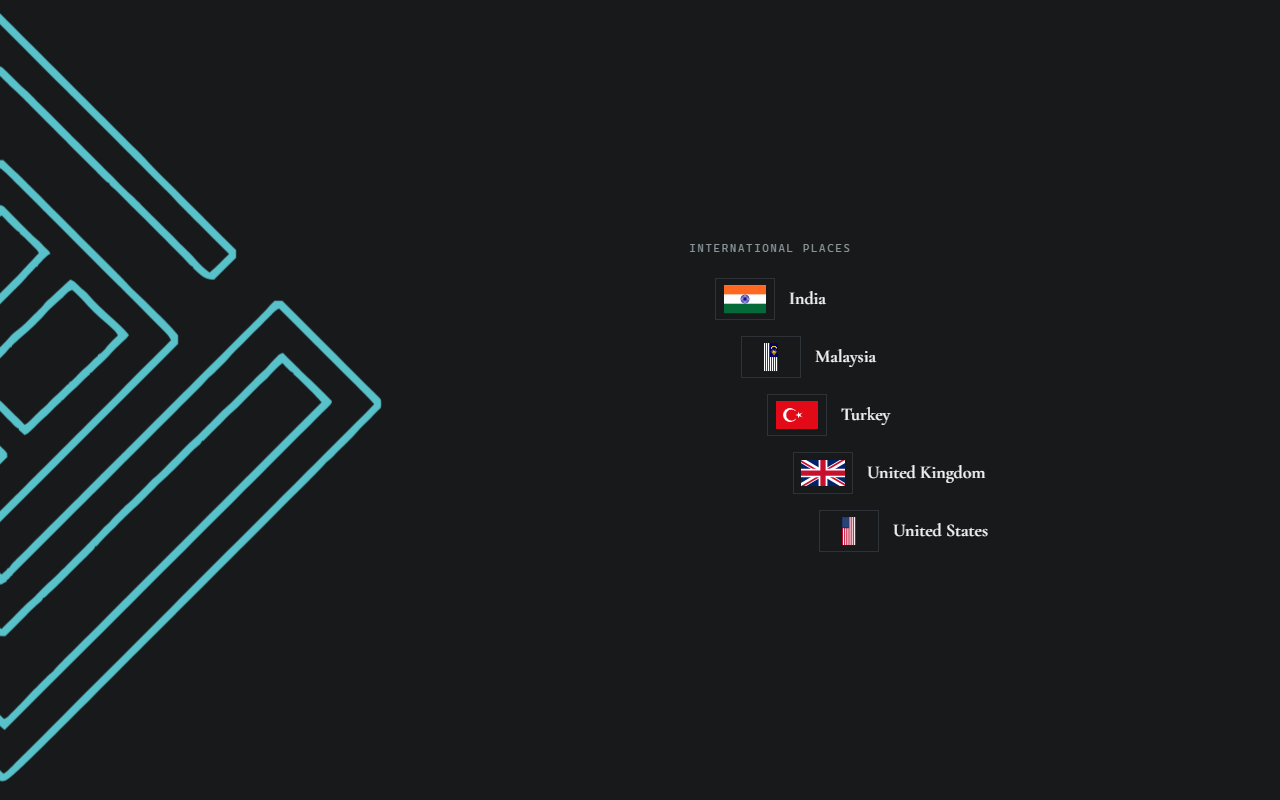 INTERNATIONAL PLACES
India
Malaysia
Turkey
United Kingdom
United States